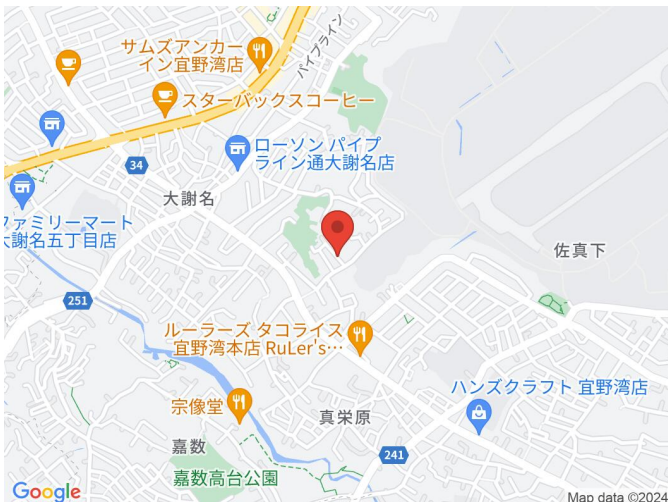 サムズアンカー
イン宜野湾店
パイプライン
スターバックスコーヒー
ローソン パイプ
ライン通大謝名店
34
大謝名
ファミリーマート
大謝名五丁目店
佐真下
251
ルーラーズ タコライス
宜野湾本店 RuLer's…
ハンズクラフト 宜野湾店
宗像堂
真栄原
嘉数
241
嘉数高台公園
Google
Map data ©2024